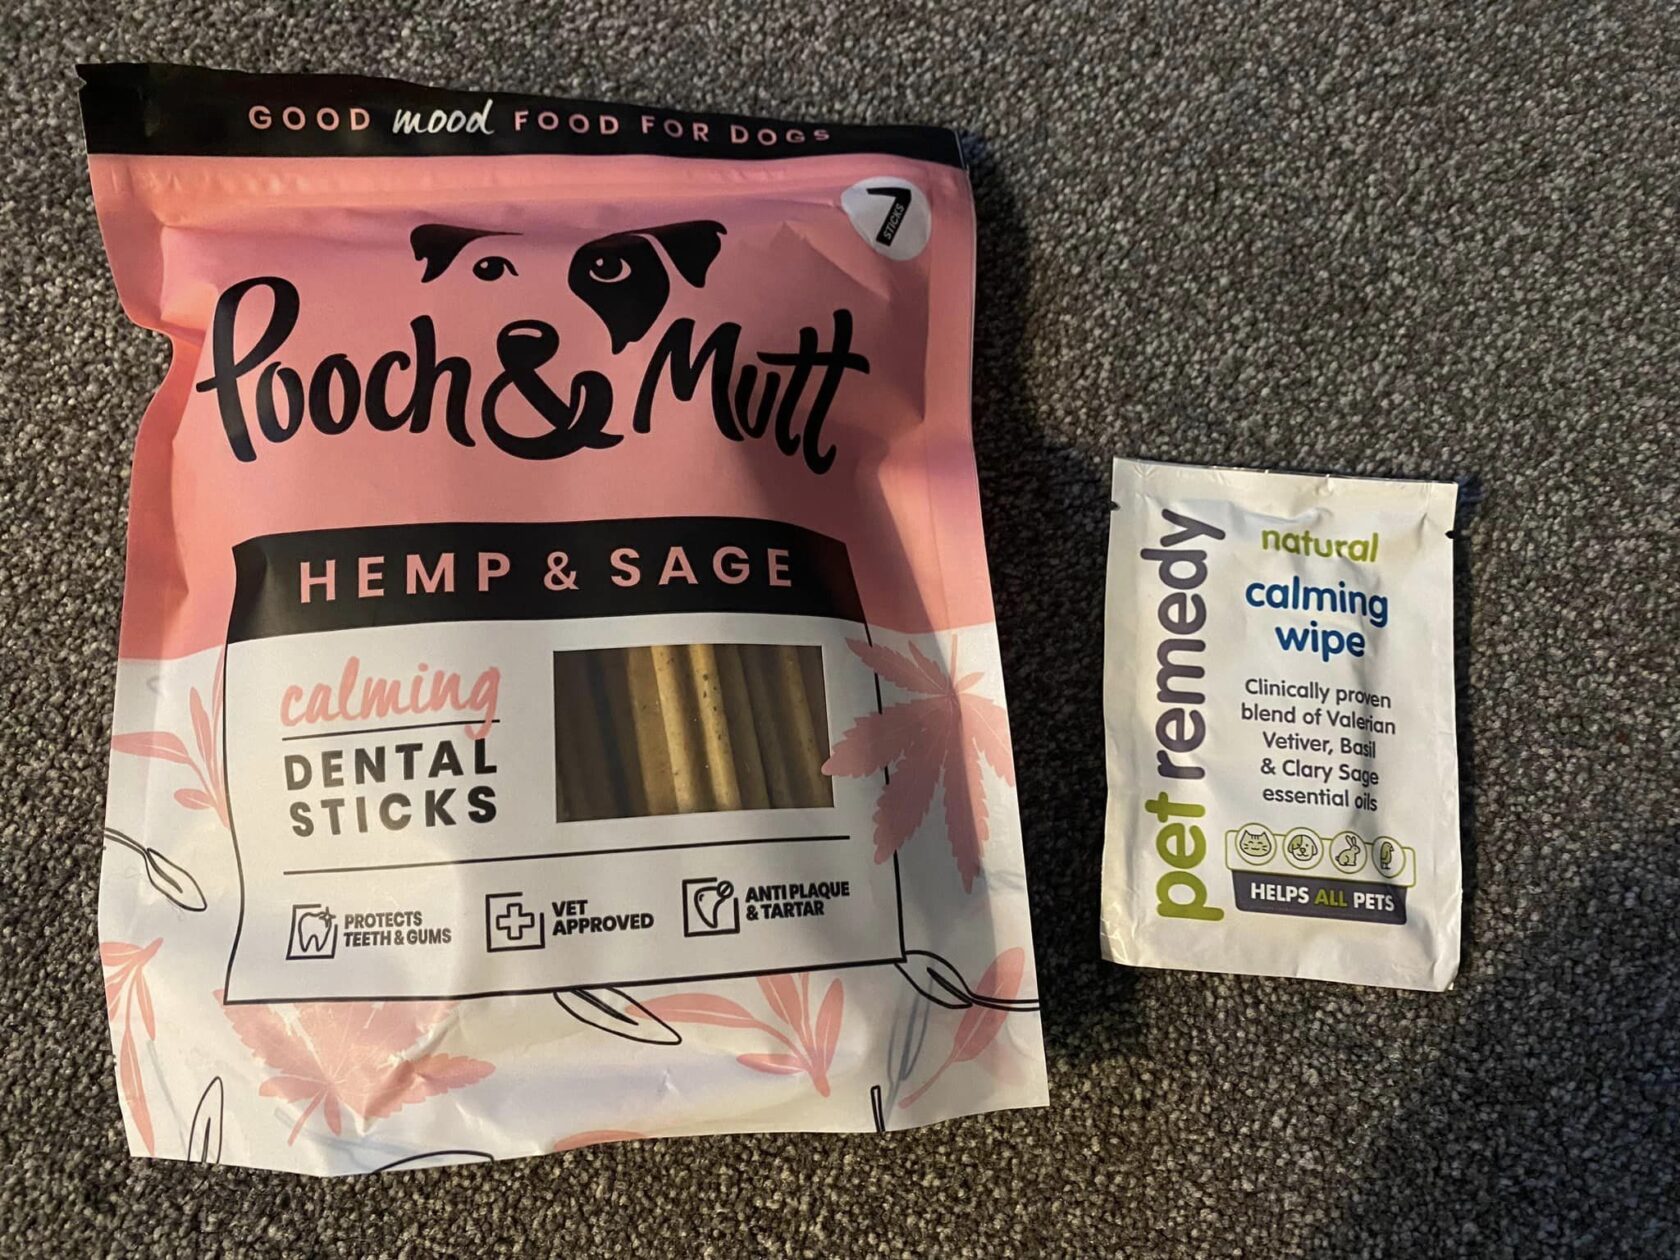 GOOD mood FOOD FOR DOGS
7
STICKS
Pooch & Mutt
HEMP & SAGE
calming
DENTAL
STICKS
PROTECTS
TEETH & GUMS
VET
APPROVED
ANTI PLAQUE
& TARTAR
pet remedy
natural
calming
wipe
Clinically proven
blend of Valerian
Vetiver, Basil
& Clary Sage
essential oils
HELPS ALL PETS